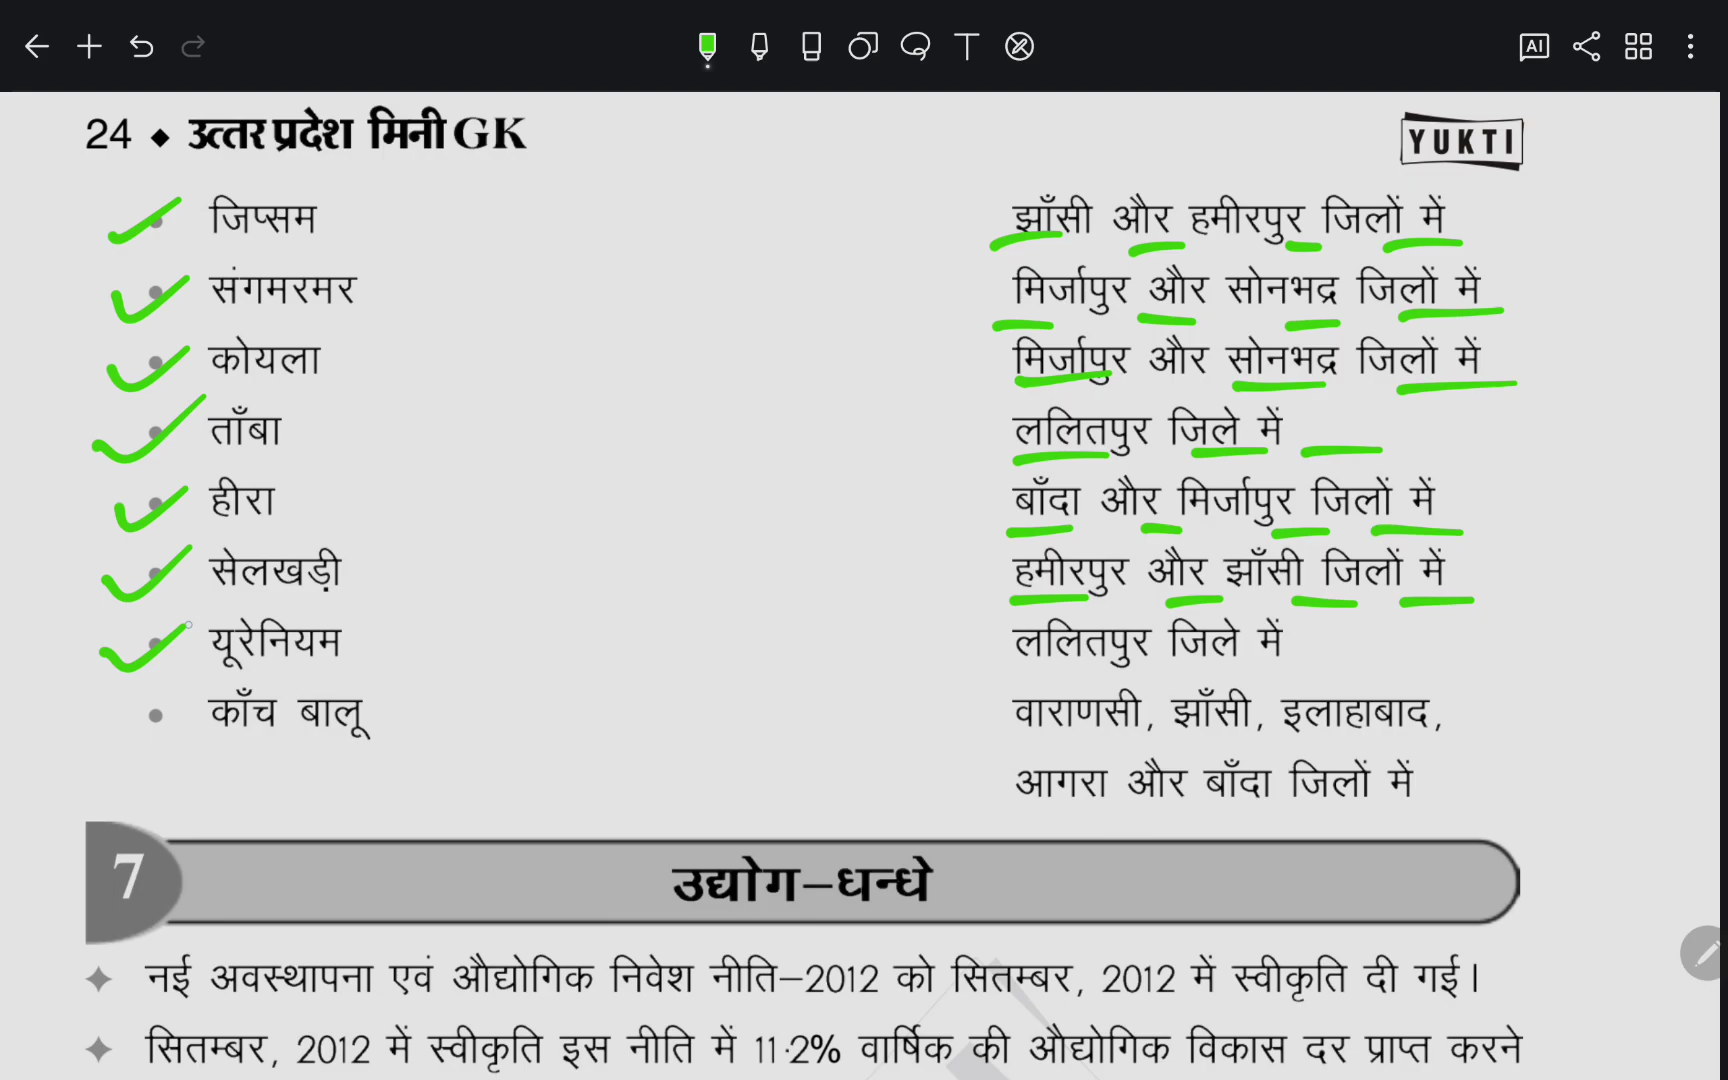 24 ◆ उत्तर प्रदेश मिनी GK
YUKTI
• जिप्सम झाँसी और हमीरपुर जिलों में
• संगमरमर मिर्जापुर और सोनभद्र जिलों में
• कोयला मिर्जापुर और सोनभद्र जिलों में
• ताँबा ललितपुर जिले में
• हीरा बाँदा और मिर्जापुर जिलों में
• सेलखड़ी हमीरपुर और झाँसी जिलों में
• यूरेनियम ललितपुर जिले में
• काँच बालू वाराणसी, झाँसी, इलाहाबाद,
आगरा और बाँदा जिलों में
7 उद्योग–धन्धे
✦ नई अवस्थापना एवं औद्योगिक निवेश नीति–2012 को सितम्बर, 2012 में स्वीकृति दी गई।
✦ सितम्बर, 2012 में स्वीकृति इस नीति में 11·2% वार्षिक की औद्योगिक विकास दर प्राप्त करने